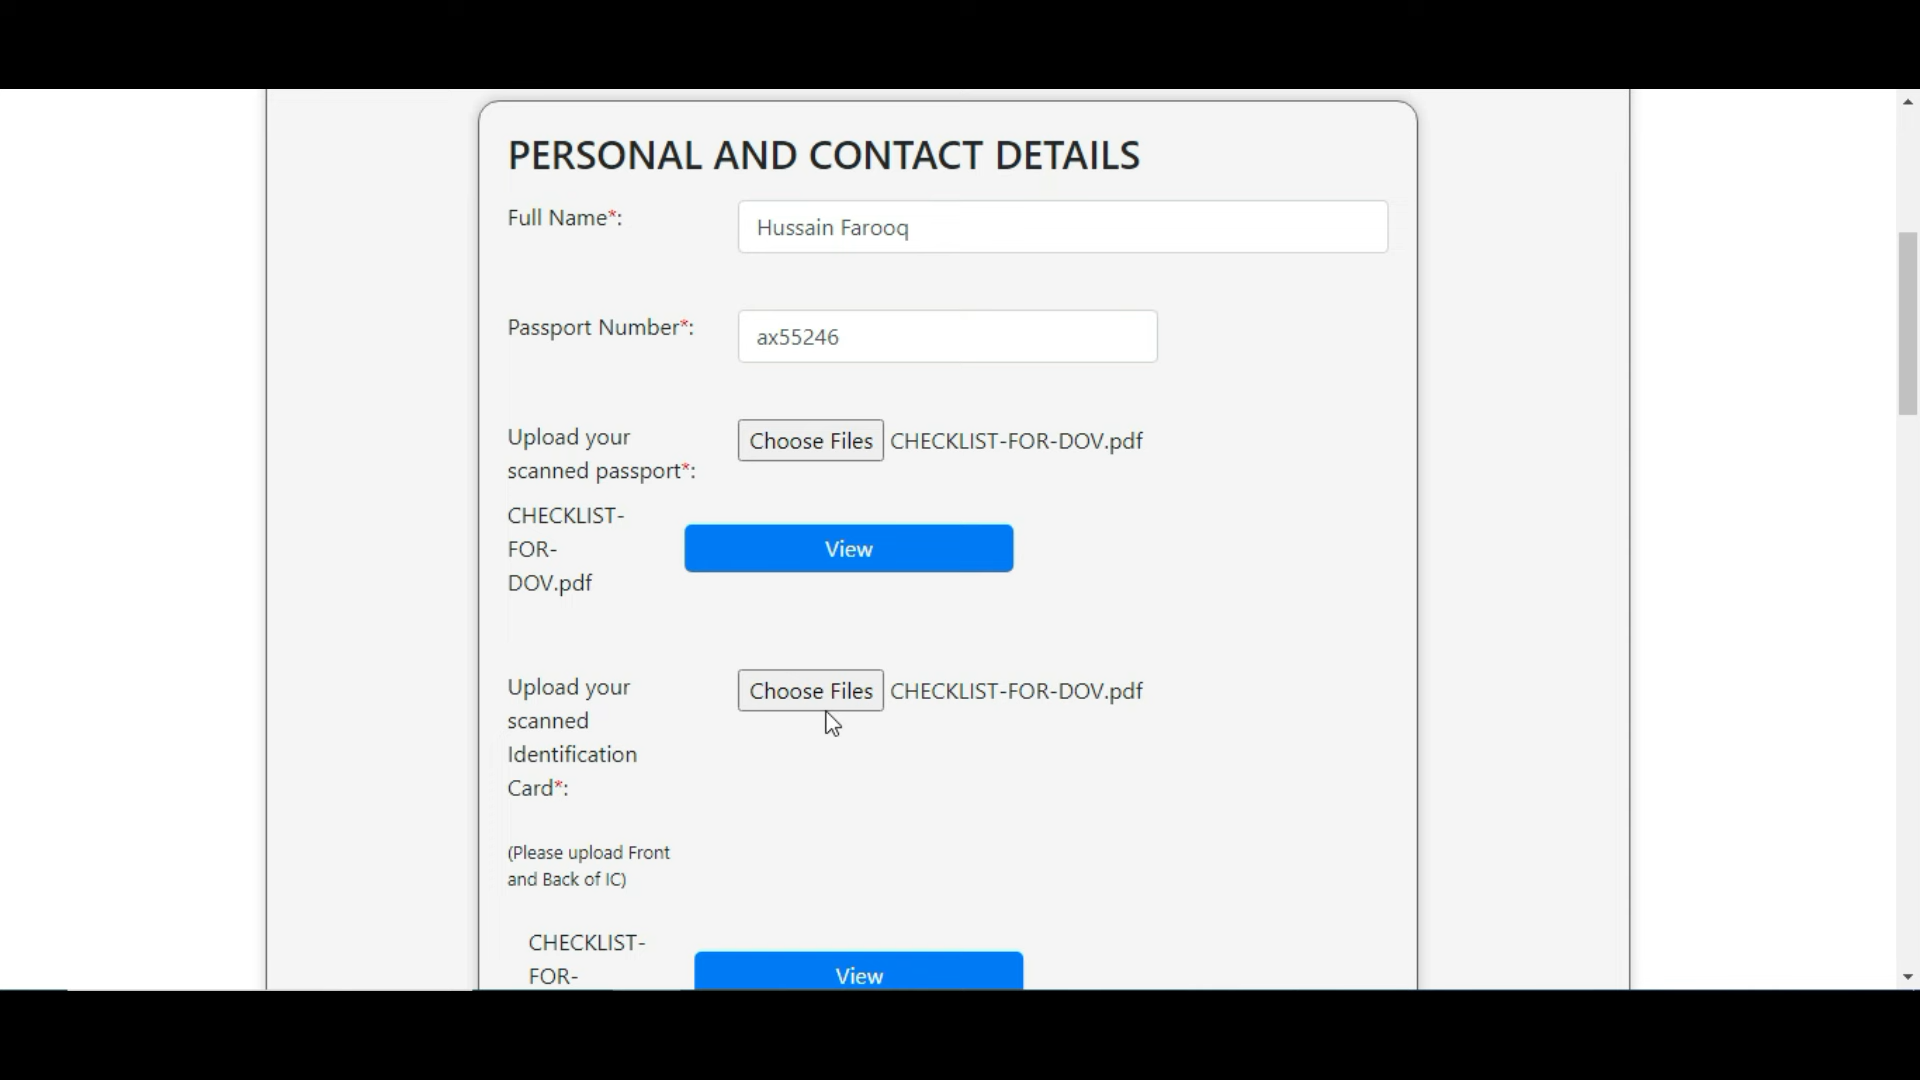 PERSONAL AND CONTACT DETAILS
Full Name*:
Hussain Farooq
Passport Number*:
ax55246
Upload your
scanned passport*:
Choose Files CHECKLIST-FOR-DOV.pdf
CHECKLIST-
FOR-
DOV.pdf
View
Upload your
scanned
Identification
Card*:
Choose Files CHECKLIST-FOR-DOV.pdf
(Please upload Front
and Back of IC)
CHECKLIST-
FOR-
View